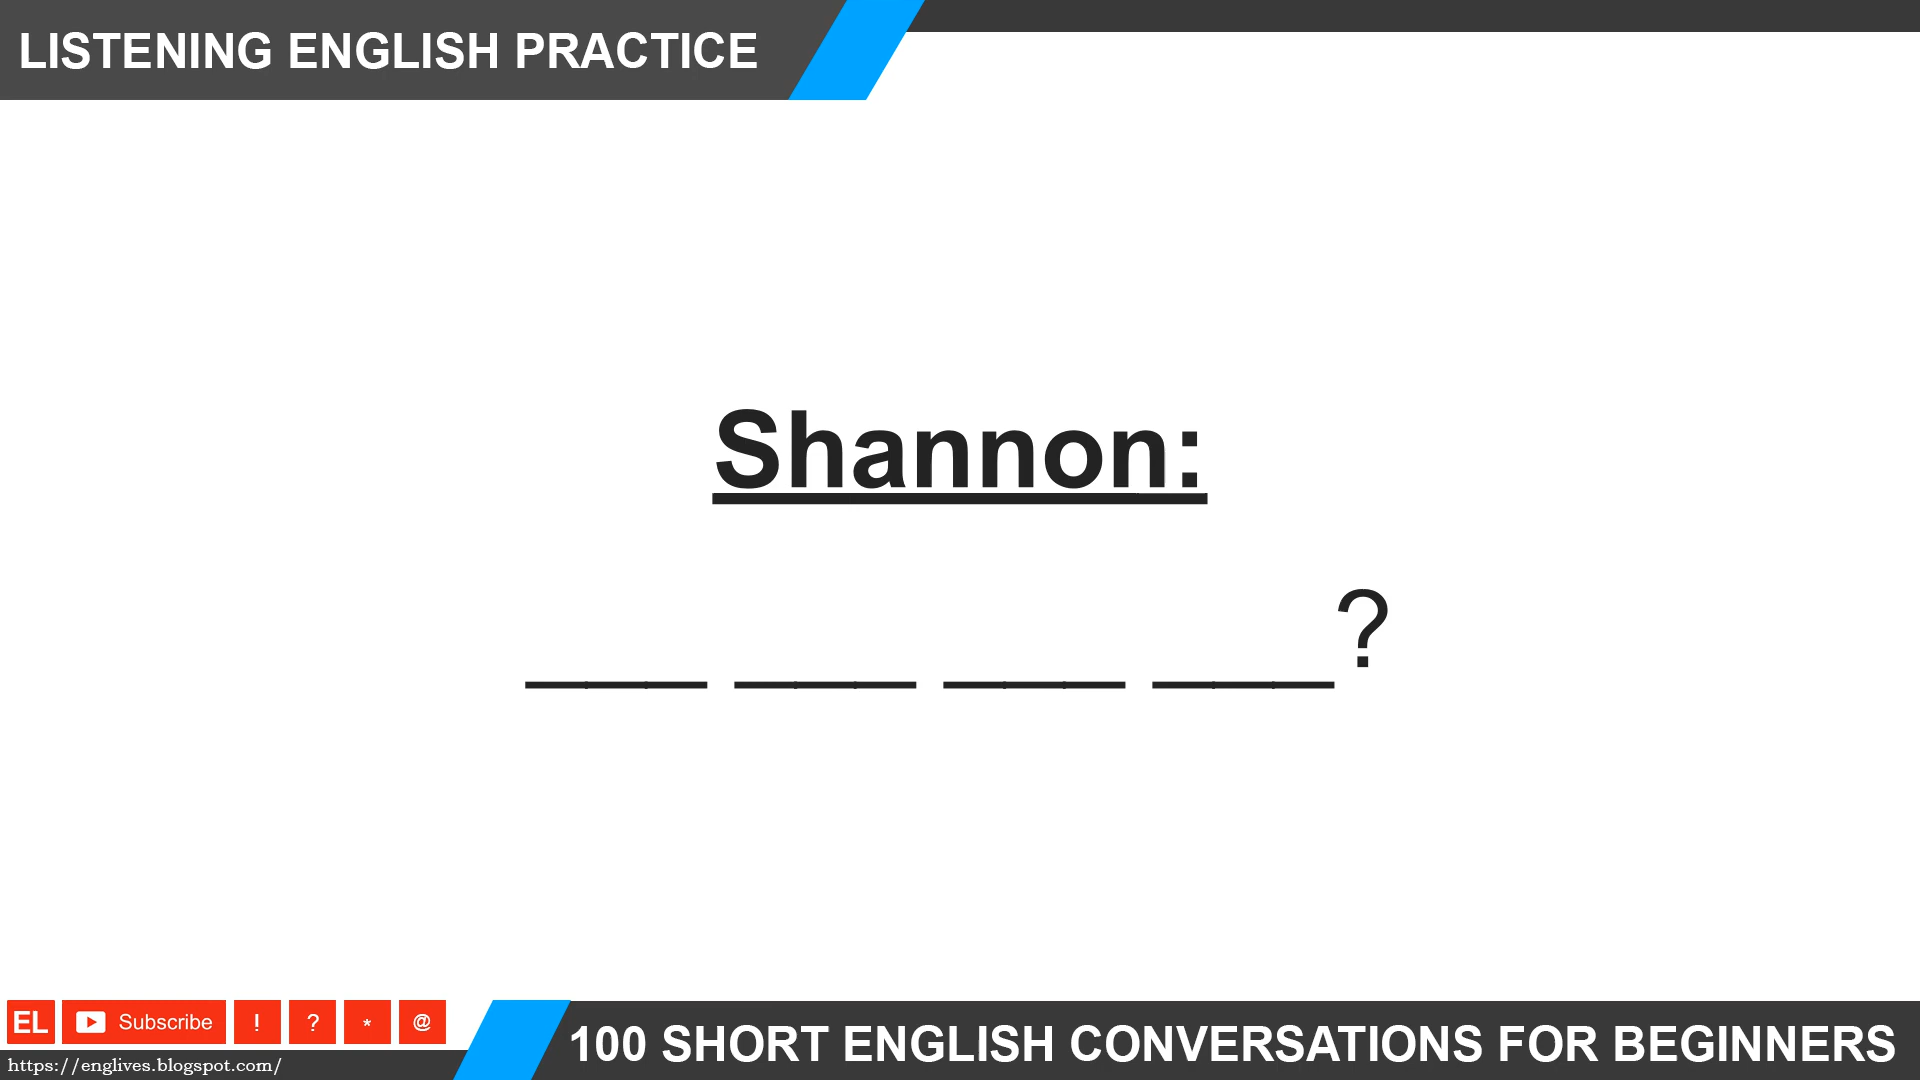 LISTENING ENGLISH PRACTICE
Shannon:
___ ___ ___ ___?
EL Subscribe ! ? * @
https://englives.blogspot.com/
100 SHORT ENGLISH CONVERSATIONS FOR BEGINNERS